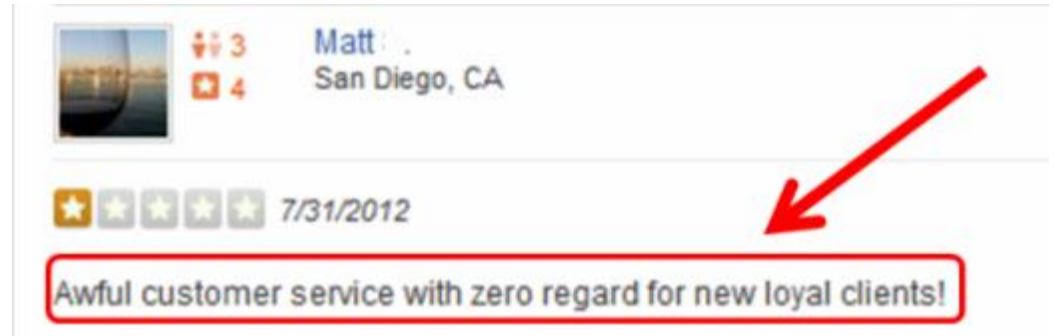 3 Matt
4 San Diego, CA
7/31/2012
Awful customer service with zero regard for new loyal clients!